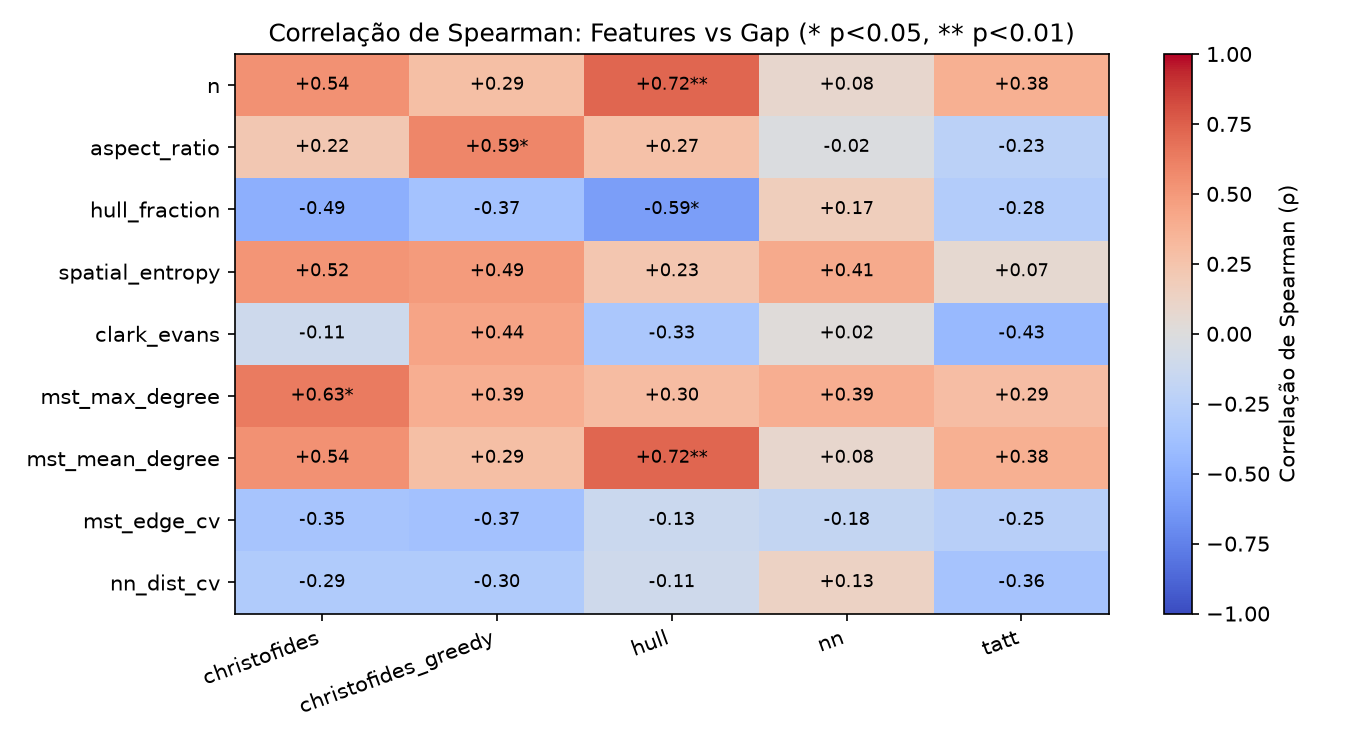 Correlação de Spearman: Features vs Gap (* p<0.05, ** p<0.01)
n +0.54 +0.29 +0.72** +0.08 +0.38
aspect_ratio +0.22 +0.59* +0.27 -0.02 -0.23
hull_fraction -0.49 -0.37 -0.59* +0.17 -0.28
spatial_entropy +0.52 +0.49 +0.23 +0.41 +0.07
clark_evans -0.11 +0.44 -0.33 +0.02 -0.43
mst_max_degree +0.63* +0.39 +0.30 +0.39 +0.29
mst_mean_degree +0.54 +0.29 +0.72** +0.08 +0.38
mst_edge_cv -0.35 -0.37 -0.13 -0.18 -0.25
nn_dist_cv -0.29 -0.30 -0.11 +0.13 -0.36
christofides christofides_greedy hull nn tatt
1.00
0.75
0.50
0.25
0.00
−0.25
−0.50
−0.75
−1.00
Correlação de Spearman (ρ)